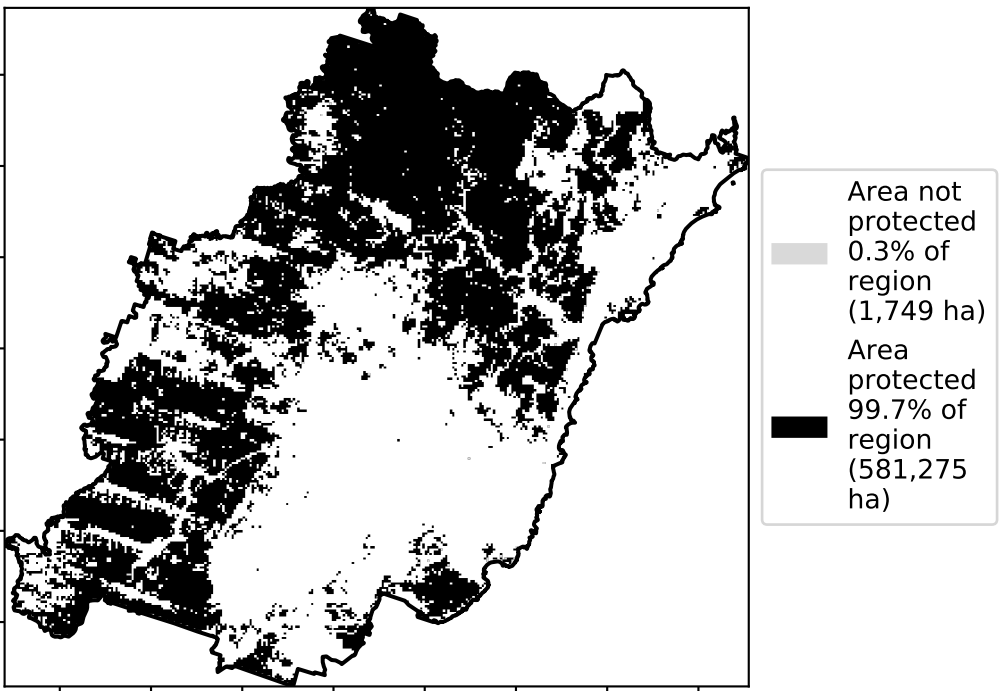 Area not
protected
0.3% of
region
(1,749 ha)
Area
protected
99.7% of
region
(581,275
ha)